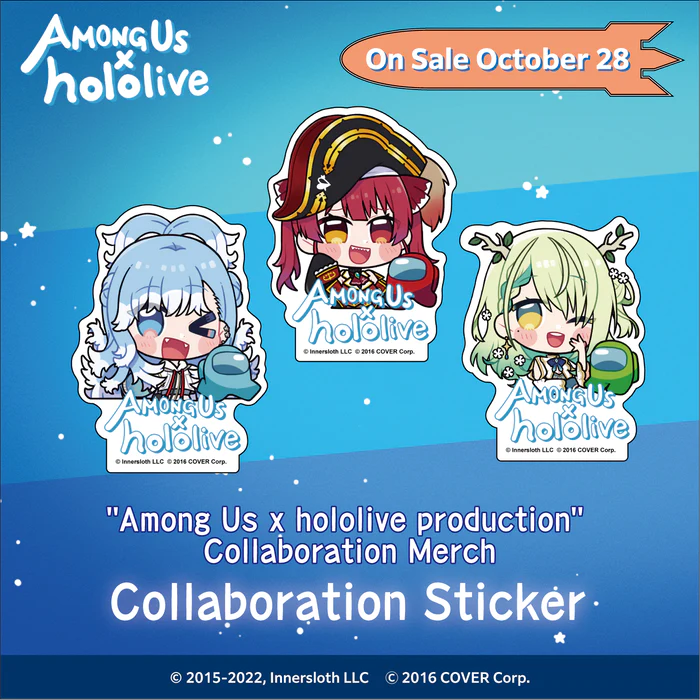 AMONG US
x
hololive
On Sale October 28
AMONG US
x
hololive
© Innersloth LLC © 2016 COVER Corp.
AMONG US
x
hololive
© Innersloth LLC © 2016 COVER Corp.
AMONG US
x
hololive
© Innersloth LLC © 2016 COVER Corp.
"Among Us x hololive production"
Collaboration Merch
Collaboration Sticker
© 2015-2022, Innersloth LLC © 2016 COVER Corp.